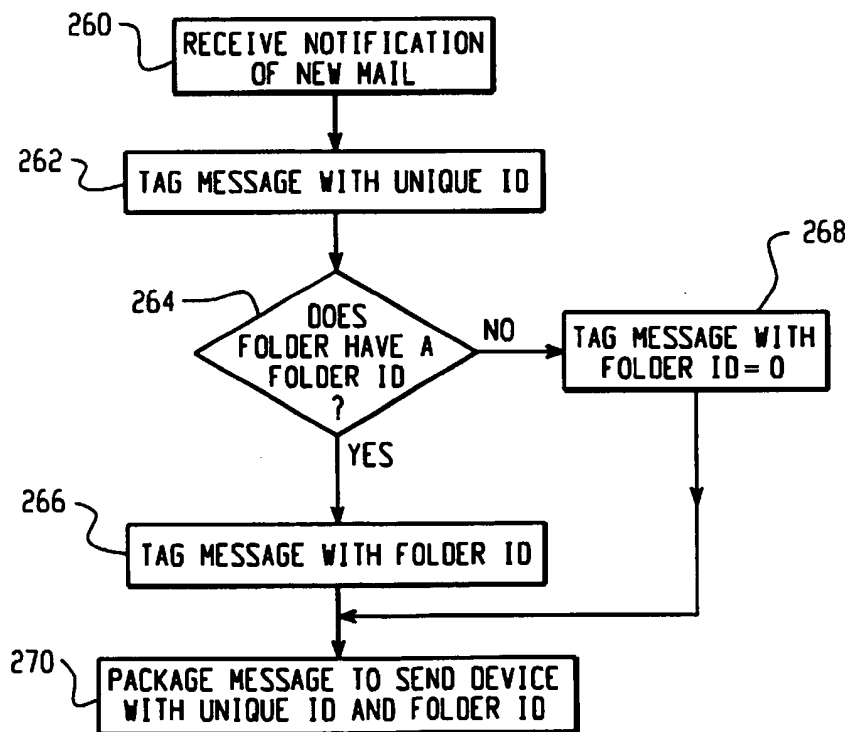 260
RECEIVE NOTIFICATION
OF NEW MAIL
262
TAG MESSAGE WITH UNIQUE ID
264
DOES
FOLDER HAVE A
FOLDER ID
?
NO
268
TAG MESSAGE WITH
FOLDER ID = 0
YES
266
TAG MESSAGE WITH FOLDER ID
270
PACKAGE MESSAGE TO SEND DEVICE
WITH UNIQUE ID AND FOLDER ID